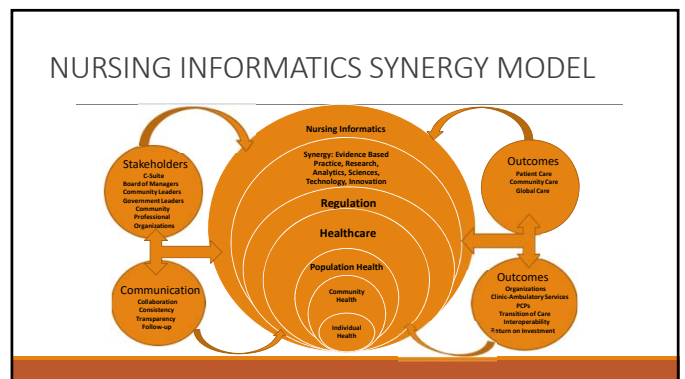 NURSING INFORMATICS SYNERGY MODEL
Stakeholders
C-Suite
Board of Managers
Community Leaders
Government Leaders
Community
Professional
Organizations
Communication
Collaboration
Consistency
Transparency
Follow-up
Nursing Informatics
Synergy: Evidence Based
Practice, Research,
Analytics, Sciences,
Technology, Innovation
Regulation
Healthcare
Population Health
Community
Health
Individual
Health
Outcomes
Patient Care
Community Care
Global Care
Outcomes
Organizations
Clinic-Ambulatory Services
PCPs
Transition of Care
Interoperability
Return on Investment